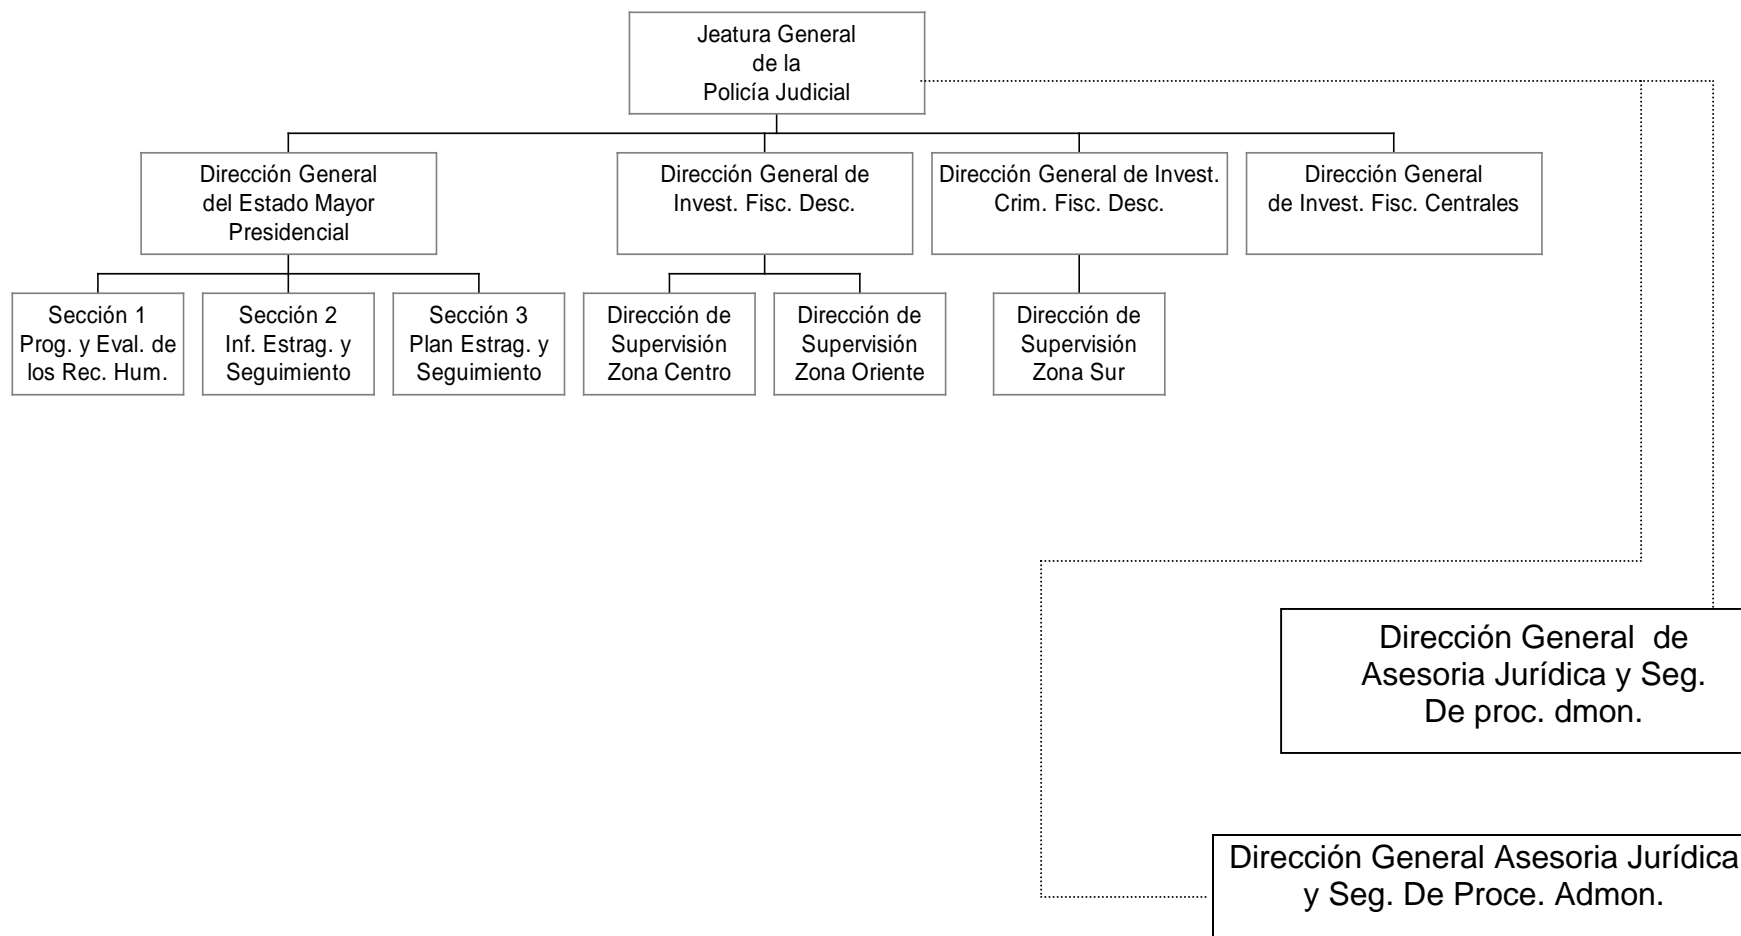 Jeatura General
de la
Policía Judicial
Dirección General
del Estado Mayor
Presidencial
Dirección General de
Invest. Fisc. Desc.
Dirección General de Invest.
Crim. Fisc. Desc.
Dirección General
de Invest. Fisc. Centrales
Sección 1
Prog. y Eval. de
los Rec. Hum.
Sección 2
Inf. Estrag. y
Seguimiento
Sección 3
Plan Estrag. y
Seguimiento
Dirección de
Supervisión
Zona Centro
Dirección de
Supervisión
Zona Oriente
Dirección de
Supervisión
Zona Sur
Dirección General  de
Asesoria Jurídica y Seg.
De proc. dmon.
Dirección General Asesoria Jurídica
y Seg. De Proce. Admon.